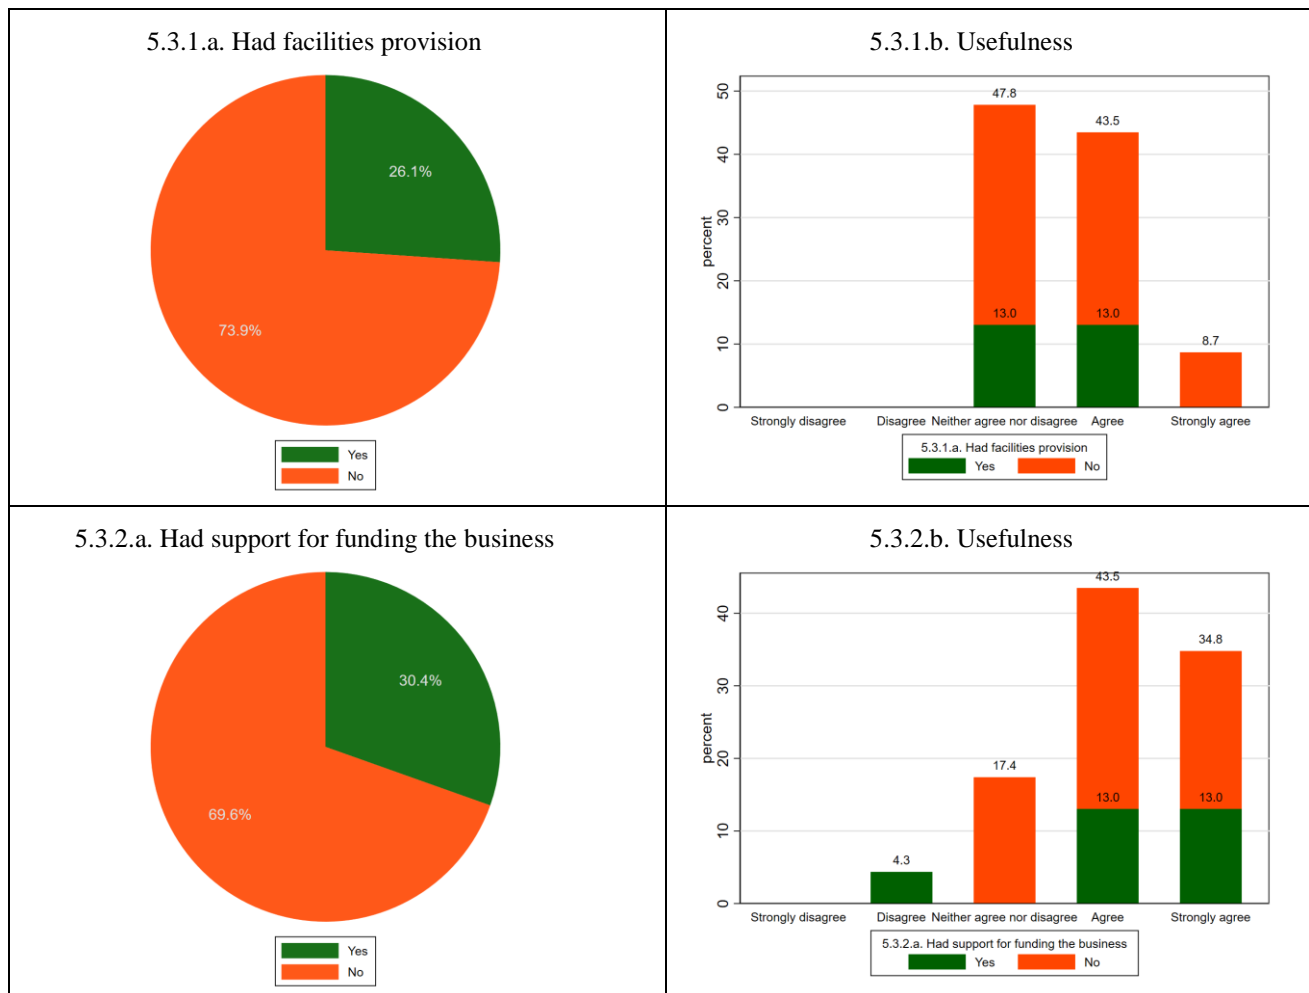 5.3.1.a. Had facilities provision
26.1%
73.9%
Yes
No
5.3.1.b. Usefulness
percent
50
40
30
20
10
0
47.8
43.5
13.0
13.0
8.7
Strongly disagree Disagree Neither agree nor disagree Agree Strongly agree
5.3.1.a. Had facilities provision
Yes No
5.3.2.a. Had support for funding the business
30.4%
69.6%
Yes
No
5.3.2.b. Usefulness
percent
40
30
20
10
0
43.5
34.8
17.4
13.0
13.0
4.3
Strongly disagree Disagree Neither agree nor disagree Agree Strongly agree
5.3.2.a. Had support for funding the business
Yes No